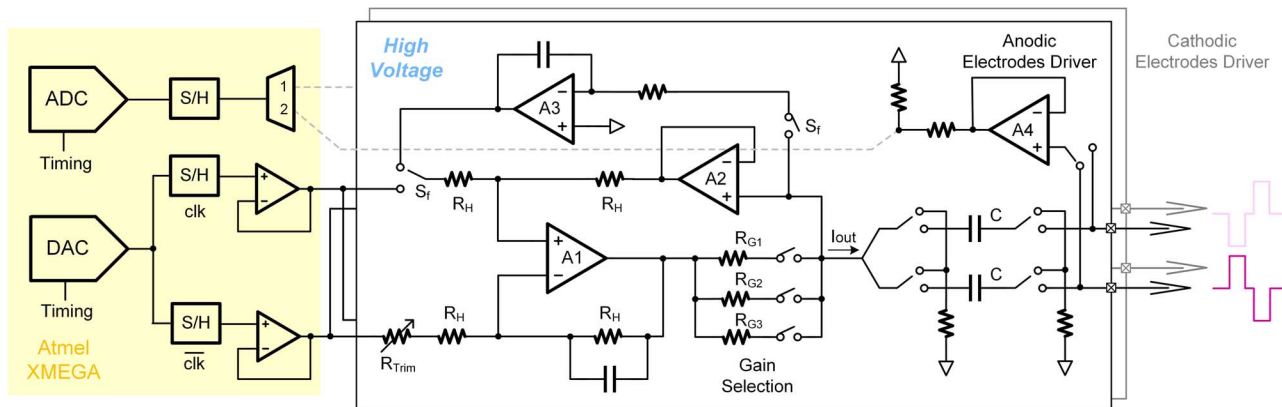 High
Voltage
Anodic
Electrodes Driver
Cathodic
Electrodes Driver
ADC
S/H
1
2
A3
+
−
A4
−
+
Timing
S_f
S/H
+
−
S_f
R_H
R_H
A2
−
+
clk
DAC
A1
+
−
R_G1
Iout
C
Timing
R_G2
C
S/H
+
−
R_H
R_H
R_G3
clk
R_Trim
Gain
Selection
Atmel
XMEGA